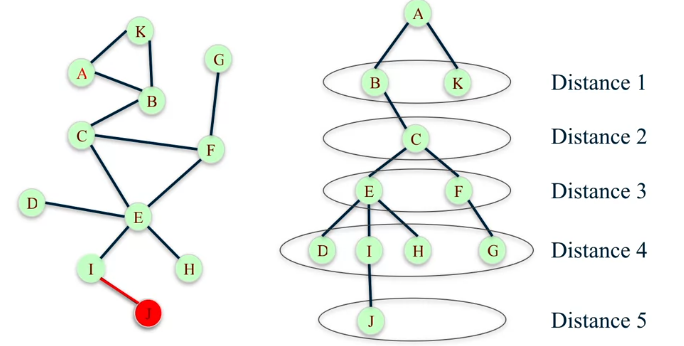 K
A
G
B
C
F
D
E
I
H
J
A
B
K
Distance 1
C
Distance 2
E
F
Distance 3
D
I
H
G
Distance 4
J
Distance 5